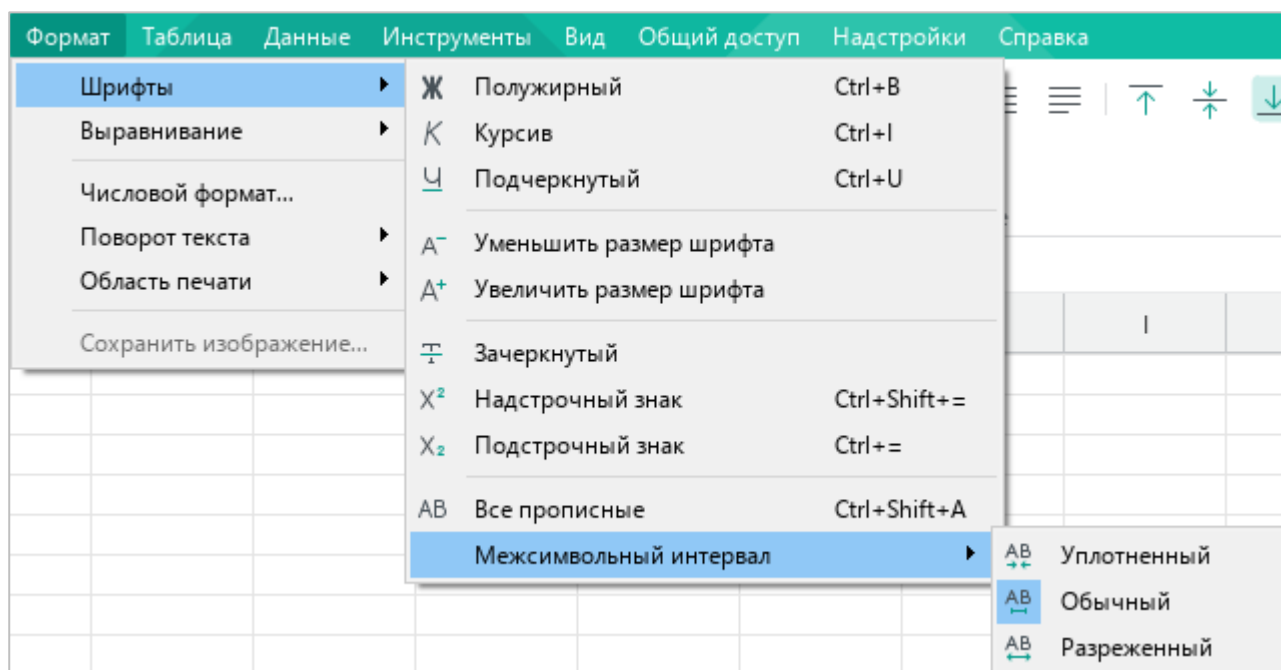 Формат Таблица Данные Инструменты Вид Общий доступ Надстройки Справка
Шрифты
Выравнивание
Числовой формат...
Поворот текста
Область печати
Сохранить изображение...
Ж Полужирный Ctrl+B
К Курсив Ctrl+I
Ч Подчеркнутый Ctrl+U
A⁻ Уменьшить размер шрифта
A⁺ Увеличить размер шрифта
Т Зачеркнутый
X² Надстрочный знак Ctrl+Shift+=
X₂ Подстрочный знак Ctrl+=
AB Все прописные Ctrl+Shift+A
Межсимвольный интервал
AB Уплотненный
AB Обычный
AB Разреженный
I